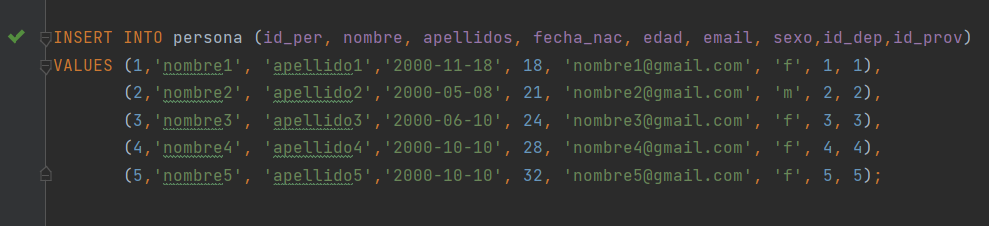 INSERT INTO persona (id_per, nombre, apellidos, fecha_nac, edad, email, sexo,id_dep,id_prov)
VALUES (1,'nombre1', 'apellido1','2000-11-18', 18, 'nombre1@gmail.com', 'f', 1, 1),
(2,'nombre2', 'apellido2','2000-05-08', 21, 'nombre2@gmail.com', 'm', 2, 2),
(3,'nombre3', 'apellido3','2000-06-10', 24, 'nombre3@gmail.com', 'f', 3, 3),
(4,'nombre4', 'apellido4','2000-10-10', 28, 'nombre4@gmail.com', 'f', 4, 4),
(5,'nombre5', 'apellido5','2000-10-10', 32, 'nombre5@gmail.com', 'f', 5, 5);